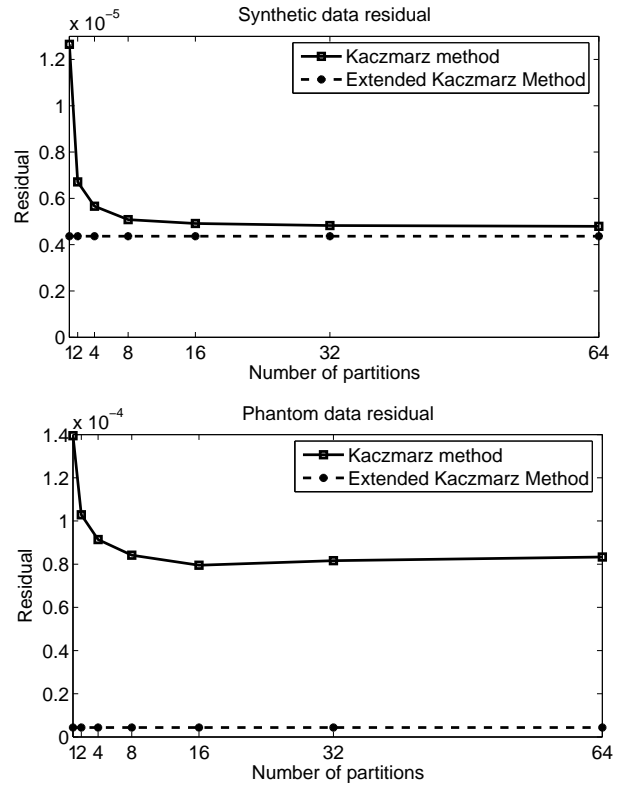 x 10⁻⁵
Synthetic data residual
1.2
1
0.8
0.6
0.4
0.2
0
Residual
Kaczmarz method
Extended Kaczmarz Method
1 2 4 8 16 32 64
Number of partitions
x 10⁻⁴
Phantom data residual
1.4
1.2
1
0.8
0.6
0.4
0.2
0
Residual
Kaczmarz method
Extended Kaczmarz Method
1 2 4 8 16 32 64
Number of partitions